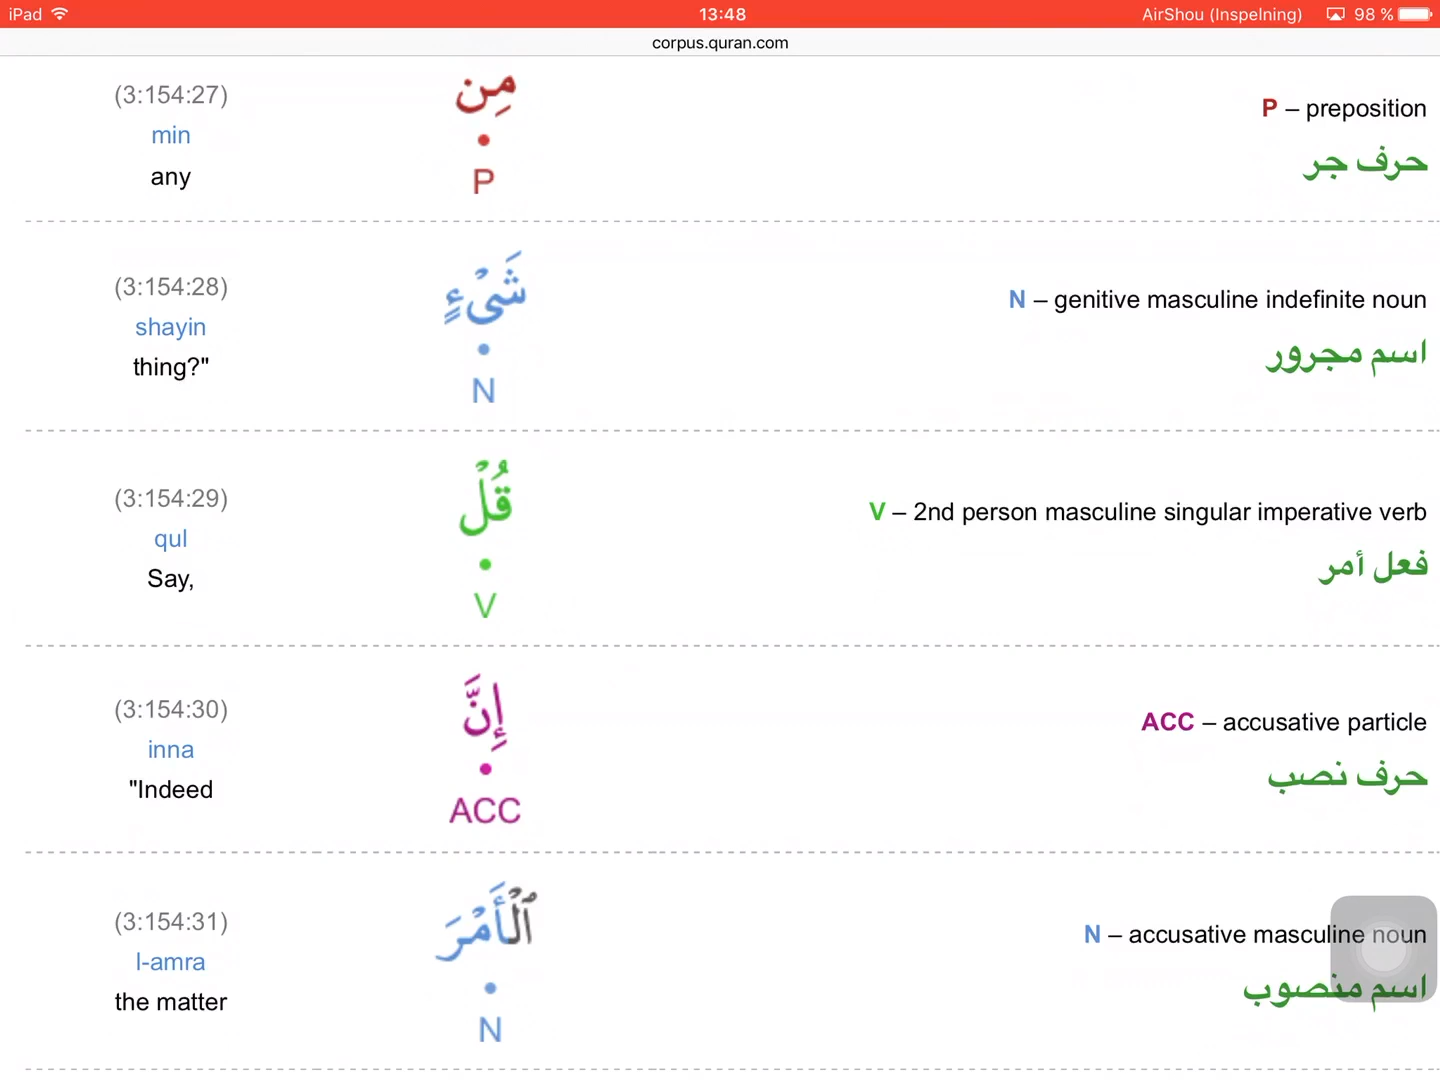 iPad 13:48 AirShou (Inspelning) 98 %
corpus.quran.com
(3:154:27)
min
any
مِن
P
P – preposition
حرف جر
(3:154:28)
shayin
thing?"
شَىْءٍ
N
N – genitive masculine indefinite noun
اسم مجرور
(3:154:29)
qul
Say,
قُلْ
V
V – 2nd person masculine singular imperative verb
فعل أمر
(3:154:30)
inna
"Indeed
إِنَّ
ACC
ACC – accusative particle
حرف نصب
(3:154:31)
l-amra
the matter
ٱلْأَمْرَ
N
N – accusative masculine noun
اسم منصوب